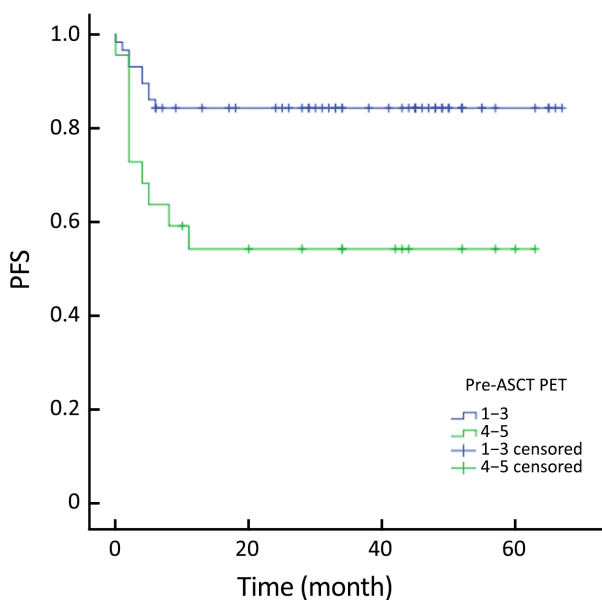 1.0
0.8
0.6
0.4
0.2
0
PFS
0 20 40 60
Time (month)
Pre-ASCT PET
1–3
4–5
1–3 censored
4–5 censored